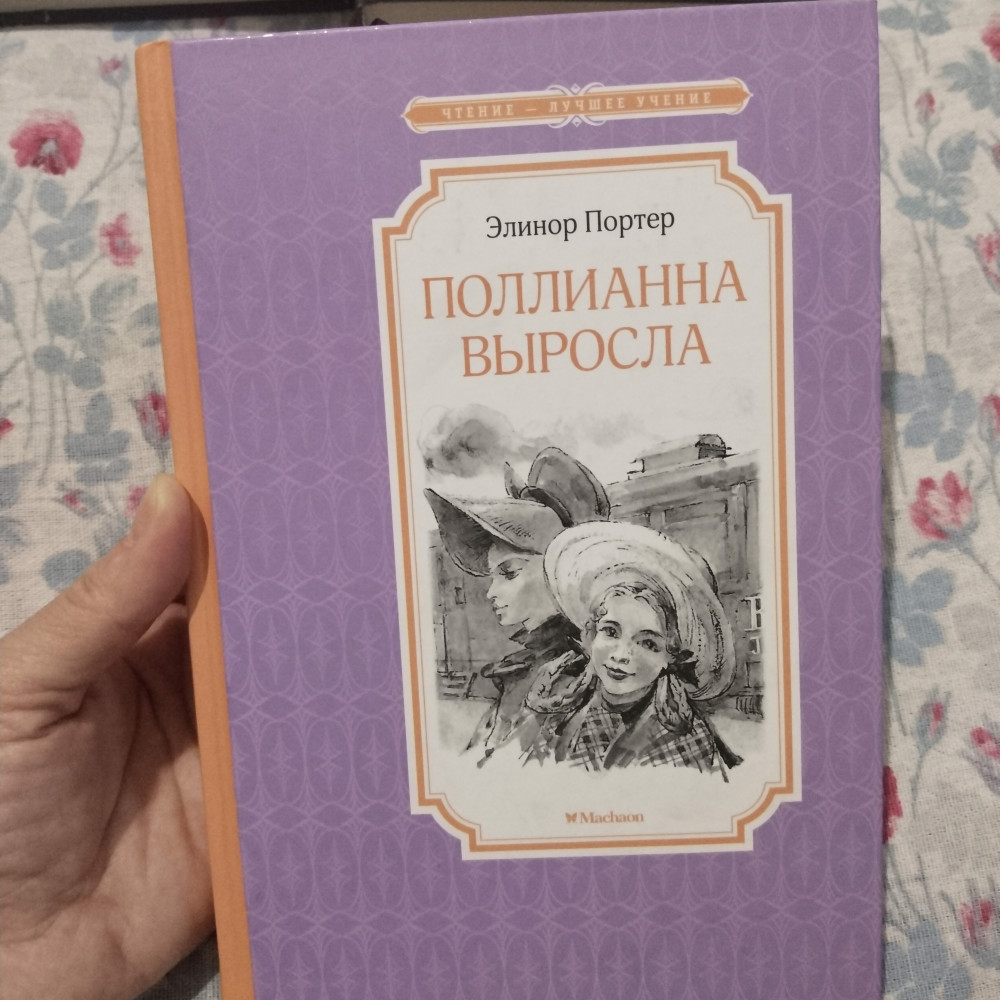 ЧТЕНИЕ — ЛУЧШЕЕ УЧЕНИЕ
Элинор Портер
ПОЛЛИАННА
ВЫРОСЛА
Machaon